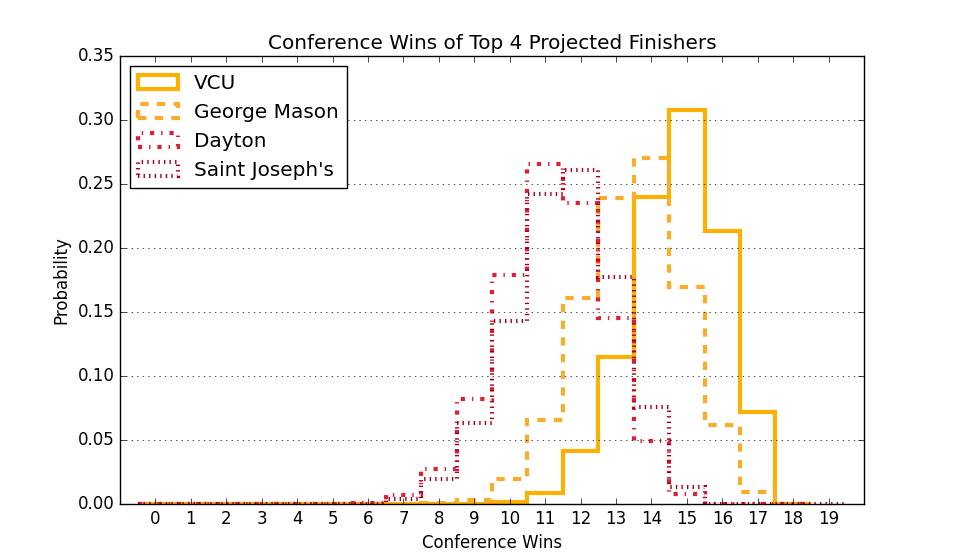 Conference Wins of Top 4 Projected Finishers
0.35
0.30
0.25
0.20
0.15
0.10
0.05
0.00
Probability
VCU
George Mason
Dayton
Saint Joseph's
0 1 2 3 4 5 6 7 8 9 10 11 12 13 14 15 16 17 18 19
Conference Wins